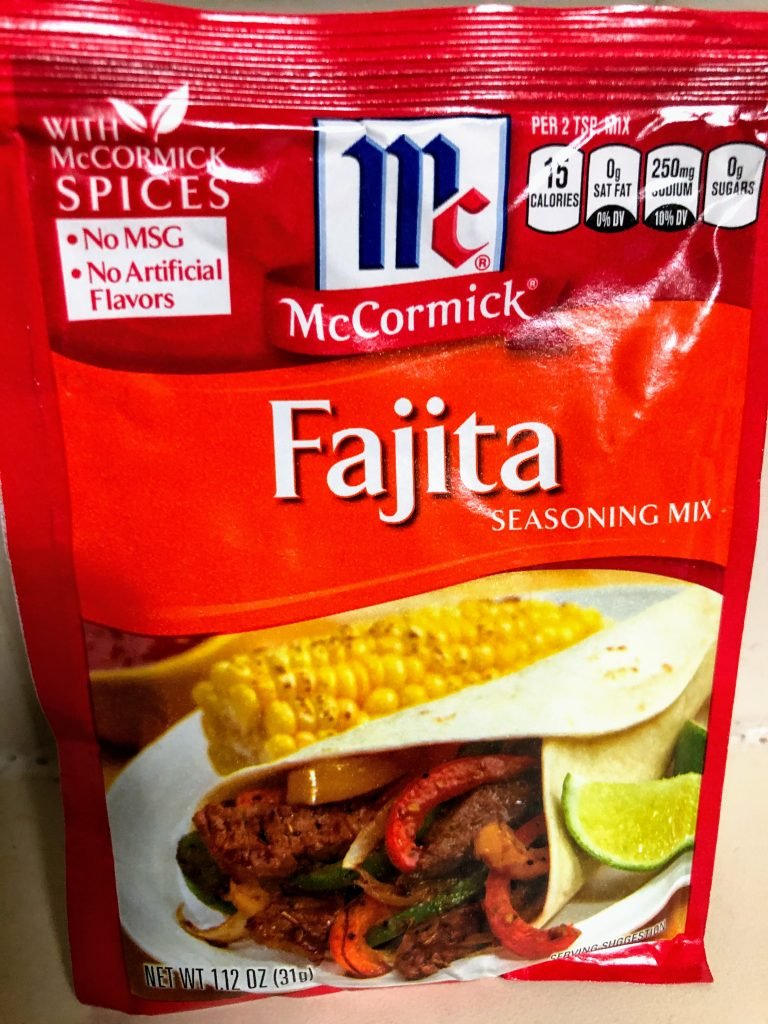 WITH
McCORMICK
SPICES
• No MSG
• No Artificial
Flavors
Mc®
McCormick®
PER 2 TSP MIX
15
CALORIES
0g
SAT FAT
0% DV
250mg
SODIUM
10% DV
0g
SUGARS
Fajita
SEASONING MIX
SERVING SUGGESTION
NET WT 1.12 OZ (31g)